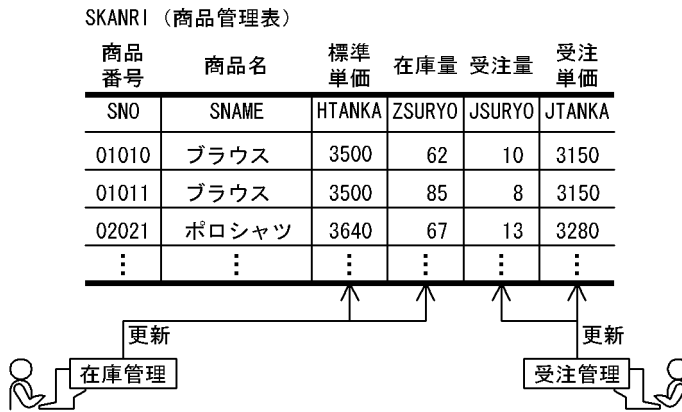 SKANRI (商品管理表)
商品番号 商品名 標準単価 在庫量 受注量 受注単価
SNO SNAME HTANKA ZSURYO JSURYO JTANKA
01010 ブラウス 3500 62 10 3150
01011 ブラウス 3500 85 8 3150
02021 ポロシャツ 3640 67 13 3280
⋮ ⋮ ⋮ ⋮ ⋮ ⋮
更新 更新
在庫管理 受注管理